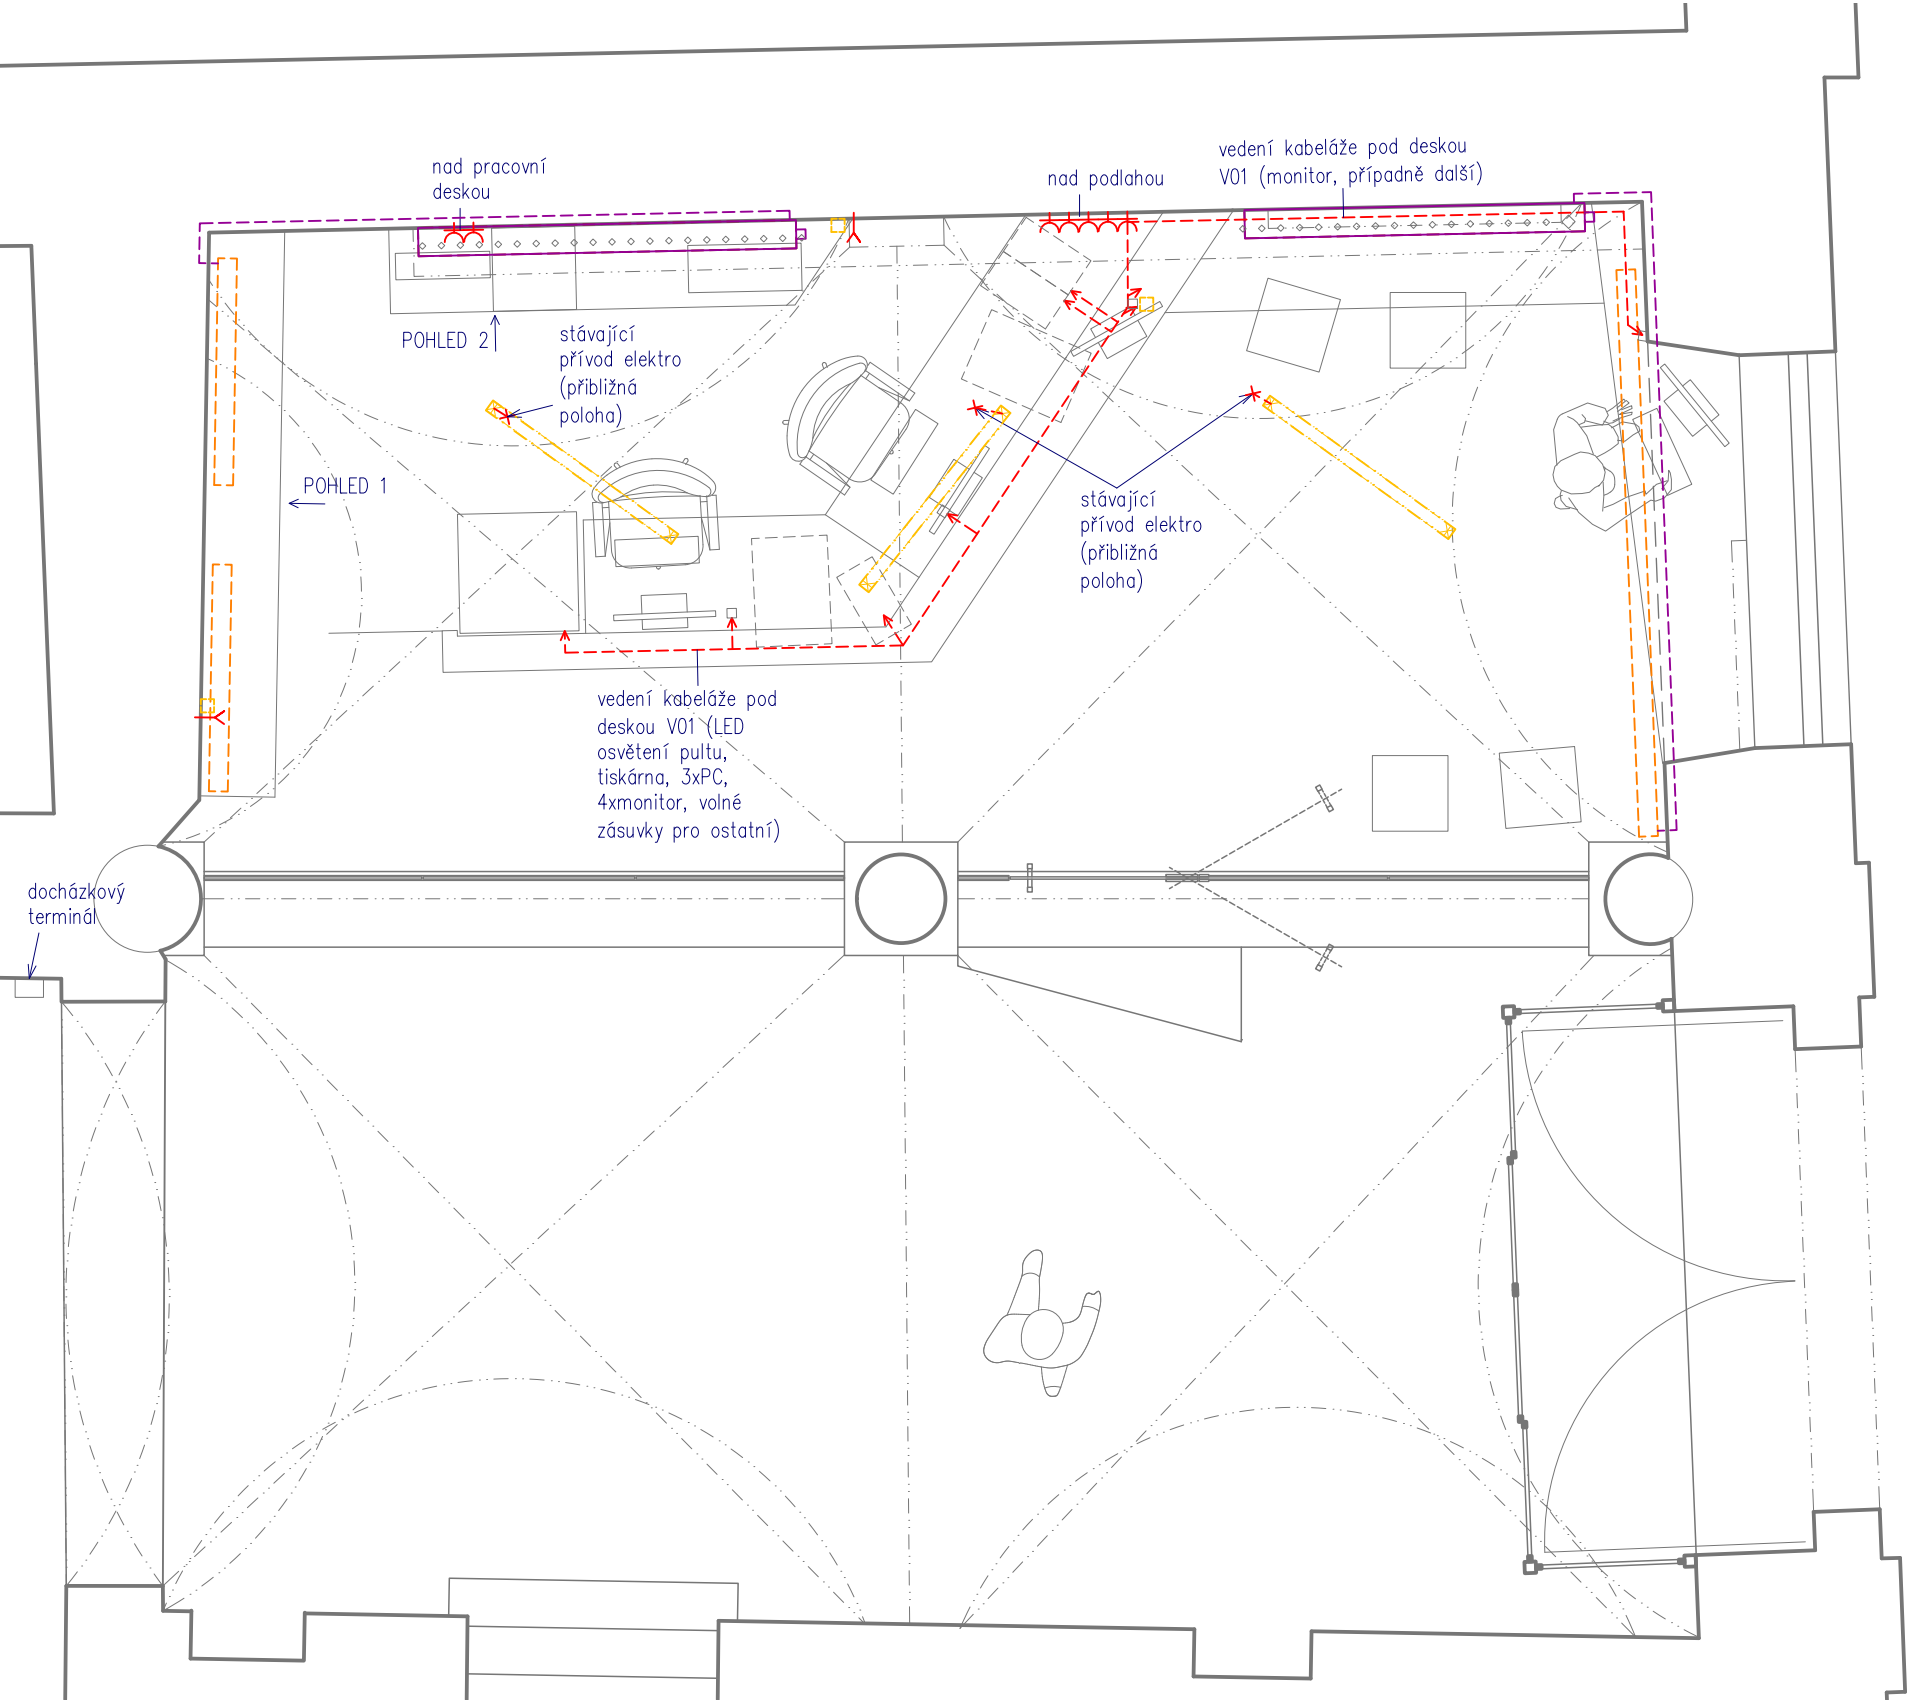 nad pracovní
deskou
nad podlahou
vedení kabeláže pod deskou
V01 (monitor, případně další)
POHLED 2
stávající
přívod elektro
(přibližná
poloha)
POHLED 1
stávající
přívod elektro
(přibližná
poloha)
vedení kabeláže pod
deskou V01 (LED
osvětení pultu,
tiskárna, 3xPC,
4xmonitor, volné
zásuvky pro ostatní)
docházkový
terminál